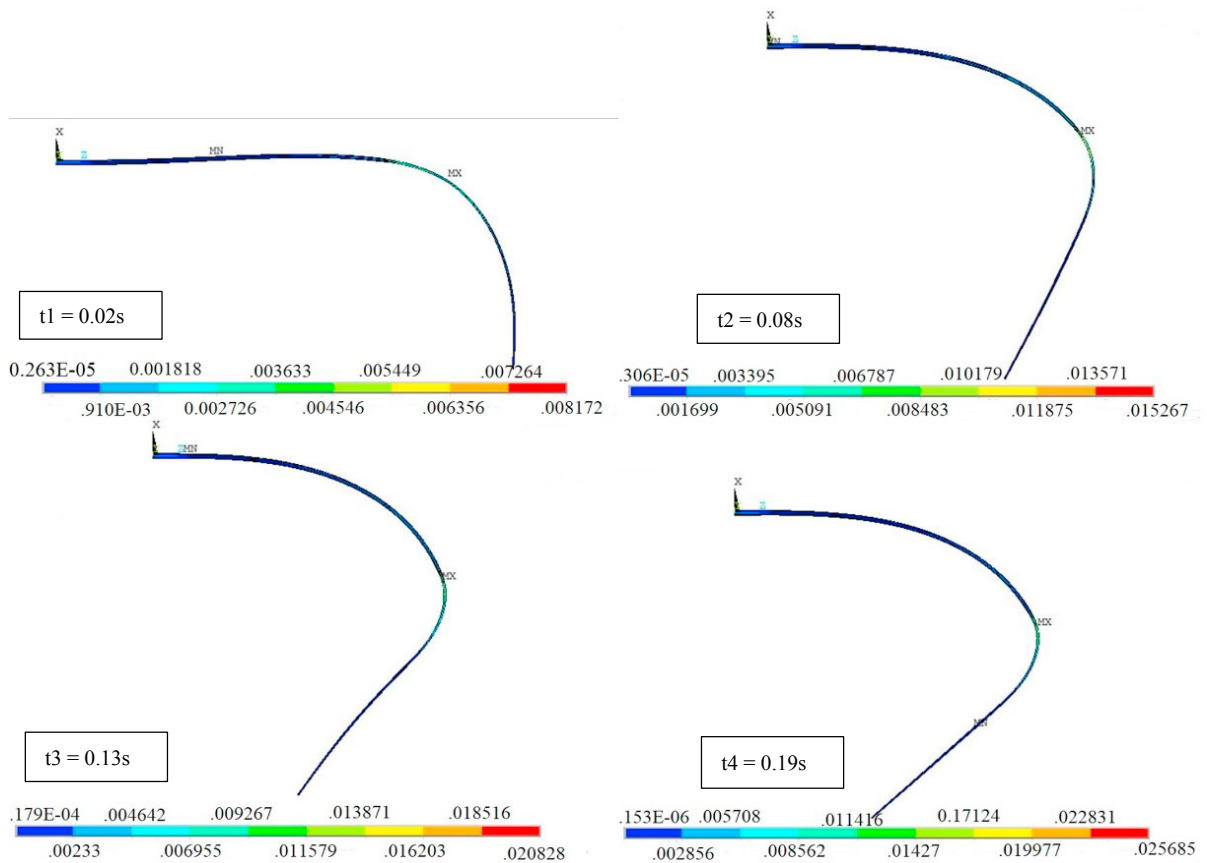 X
MN
MX
t1 = 0.02s
0.263E-05 0.001818 .003633 .005449 .007264
.910E-03 0.002726 .004546 .006356 .008172
X
MN
MX
t2 = 0.08s
.306E-05 .003395 .006787 .010179 .013571
.001699 .005091 .008483 .011875 .015267
X
MN
MX
t3 = 0.13s
.179E-04 .004642 .009267 .013871 .018516
.00233 .006955 .011579 .016203 .020828
X
MX
MN
t4 = 0.19s
.153E-06 .005708 .011416 .17124 .022831
.002856 .008562 .01427 .019977 .025685